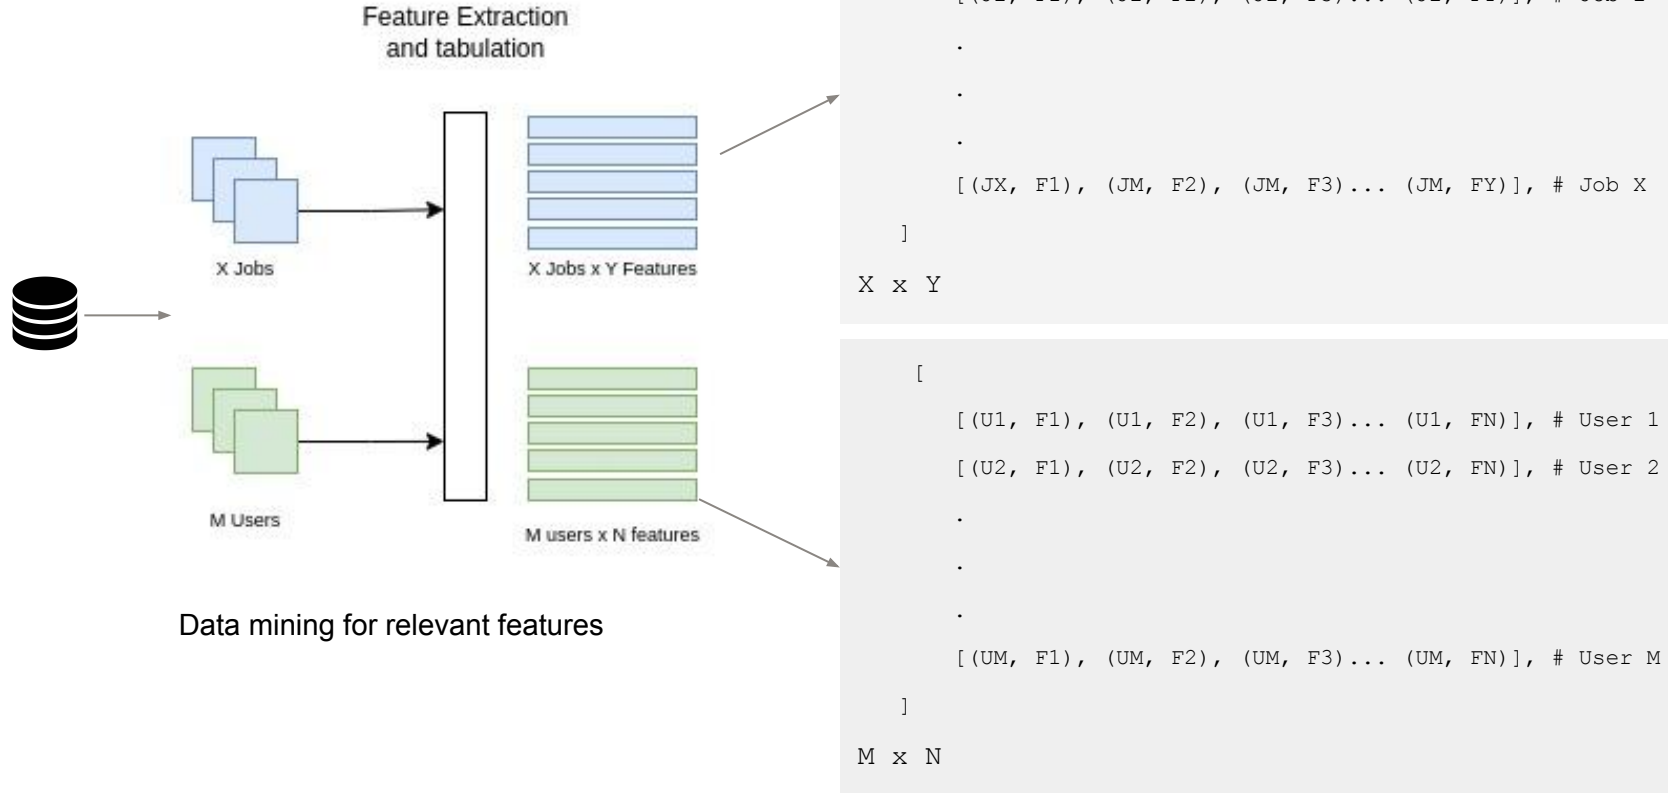 Feature Extraction
and tabulation
X Jobs
X Jobs x Y Features
M Users
M users x N features
Data mining for relevant features
.
.
.
[(JX, F1), (JM, F2), (JM, F3)... (JM, FY)], # Job X
]
X x Y
[
[(U1, F1), (U1, F2), (U1, F3)... (U1, FN)], # User 1
[(U2, F1), (U2, F2), (U2, F3)... (U2, FN)], # User 2
.
.
.
[(UM, F1), (UM, F2), (UM, F3)... (UM, FN)], # User M
]
M x N